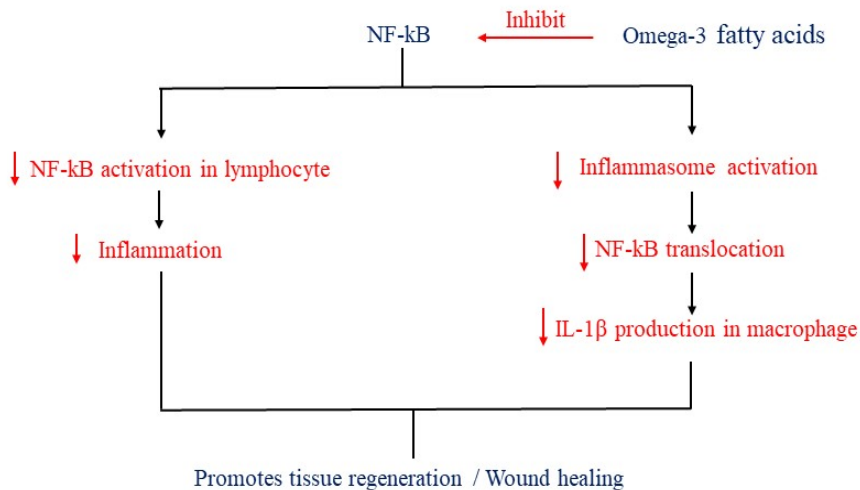 Inhibit
NF-kB
Omega-3 fatty acids
NF-kB activation in lymphocyte
Inflammasome activation
Inflammation
NF-kB translocation
IL-1β production in macrophage
Promotes tissue regeneration / Wound healing